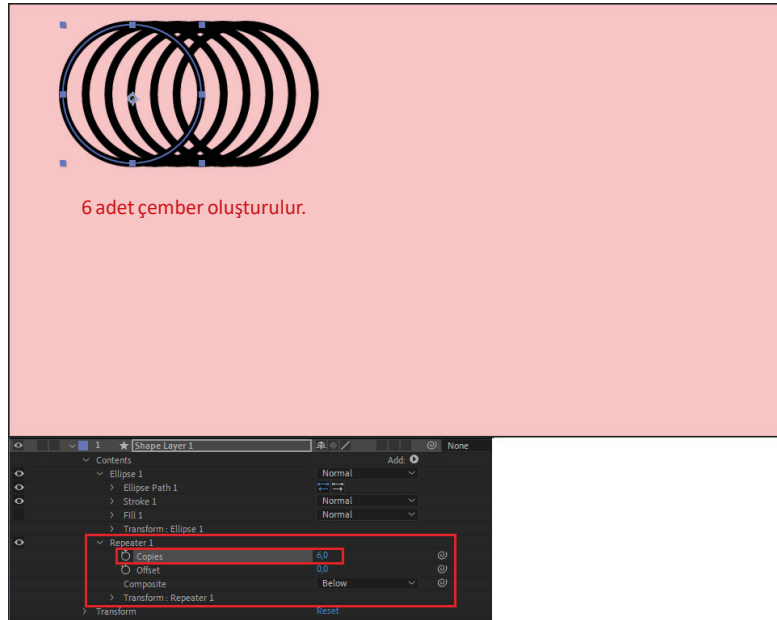 6 adet çember oluşturulur.
1 Shape Layer 1 None
Contents Add:
Ellipse 1 Normal
Ellipse Path 1
Stroke 1 Normal
Fill 1 Normal
Transform : Ellipse 1
Repeater 1
Copies 6,0
Offset 0,0
Composite Below
Transform : Repeater 1
Transform Reset